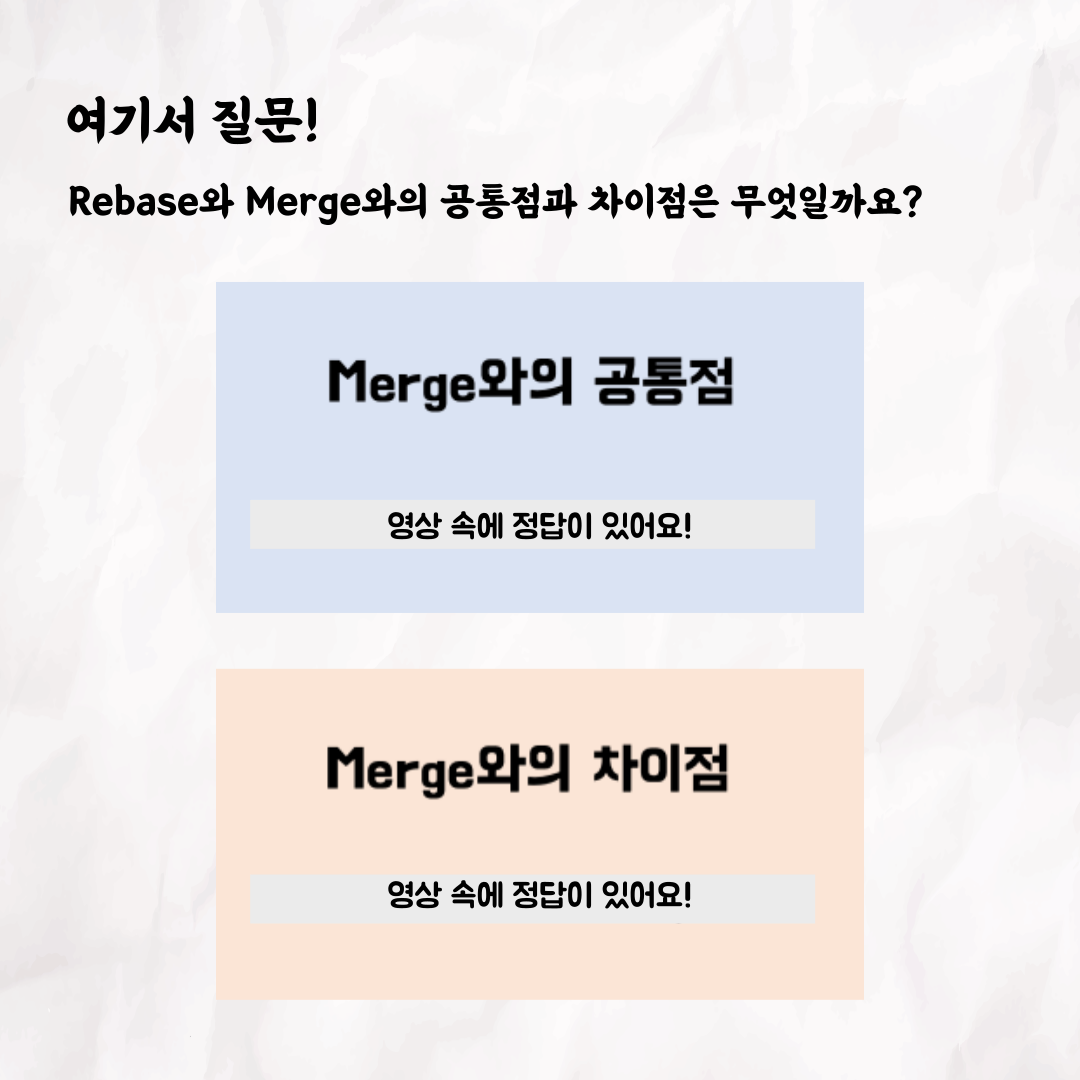 여기서 질문!
Rebase와 Merge와의 공통점과 차이점은 무엇일까요?
Merge와의 공통점
영상 속에 정답이 있어요!
Merge와의 차이점
영상 속에 정답이 있어요!